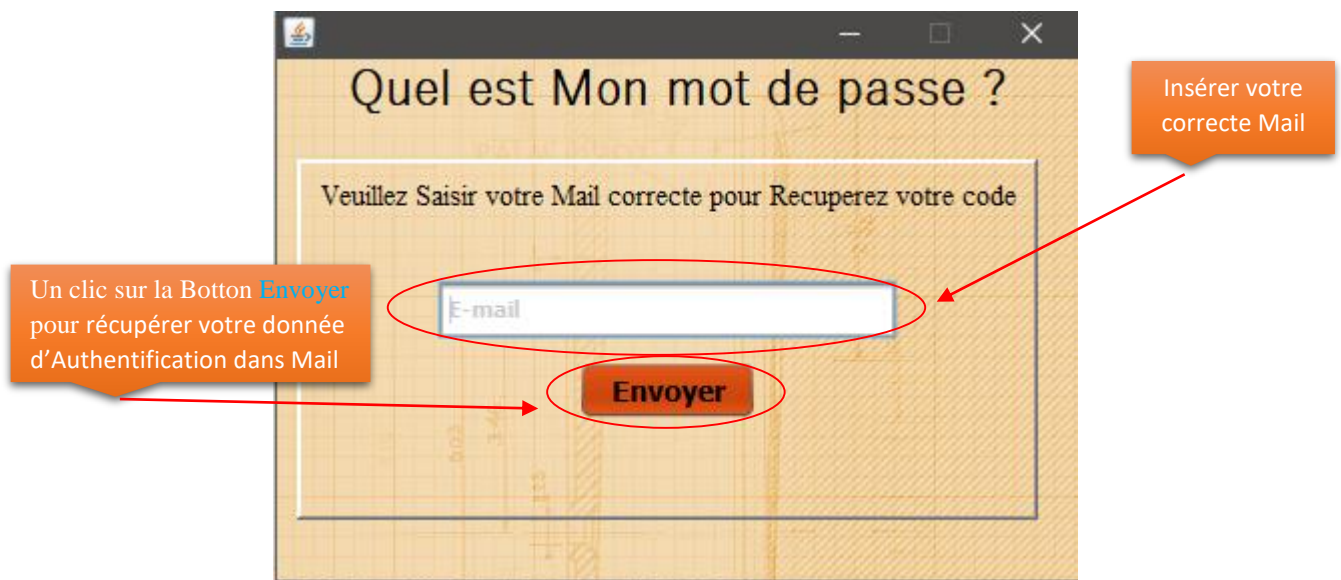 Quel est Mon mot de passe ?
Insérer votre
correcte Mail
Veuillez Saisir votre Mail correcte pour Recuperez votre code
Un clic sur la Botton Envoyer
pour récupérer votre donnée
d'Authentification dans Mail
E-mail
Envoyer